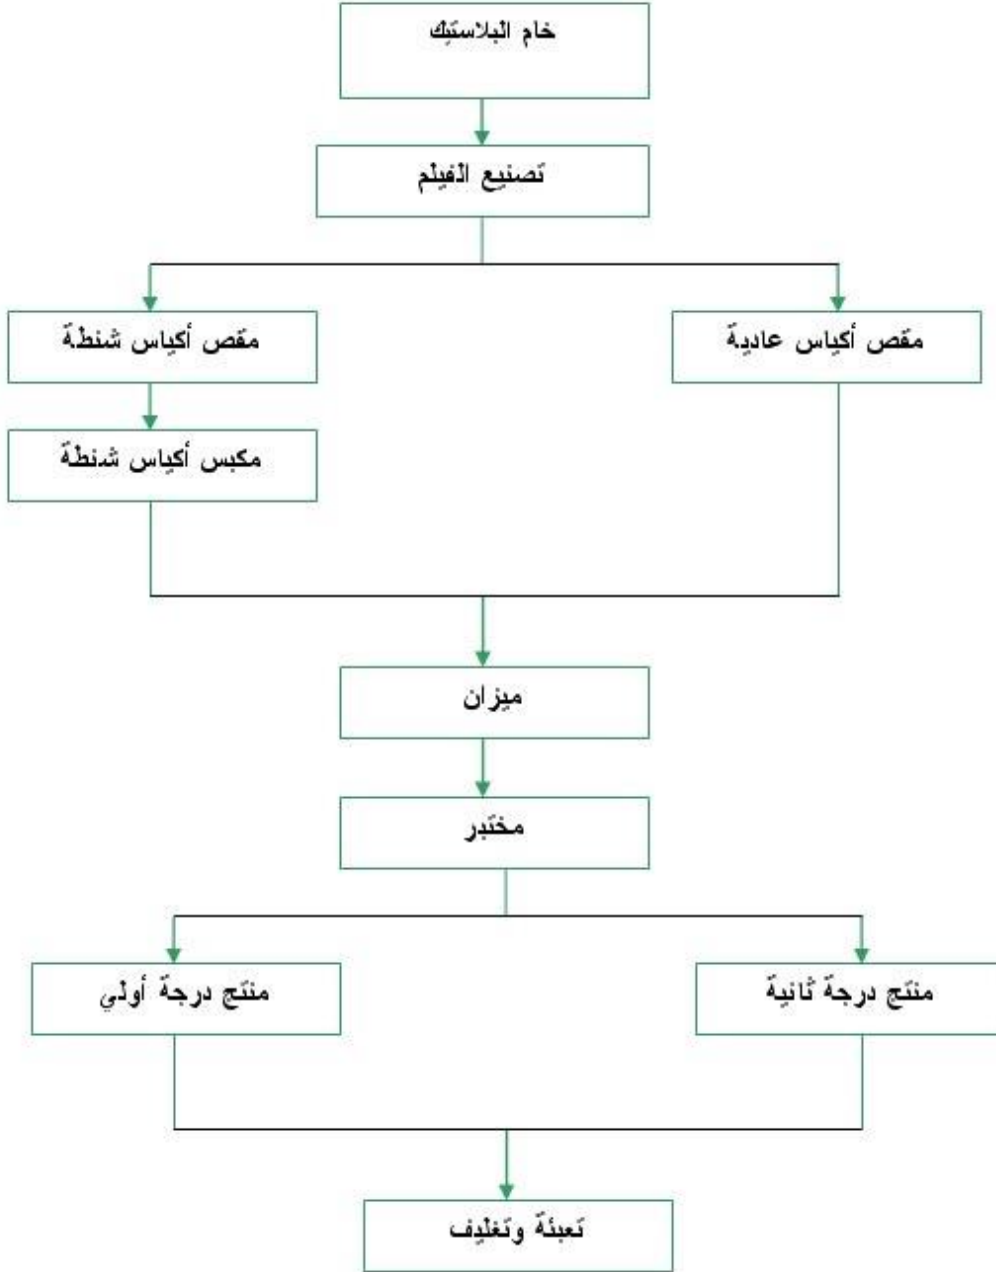 خام البلاستيك
تصنيع الفيلم
مقص أكياس عادية
مقص أكياس شنطة
مكبس أكياس شنطة
ميزان
مختبر
منتج درجة ثانية
منتج درجة أولي
تعبئة وتغليف